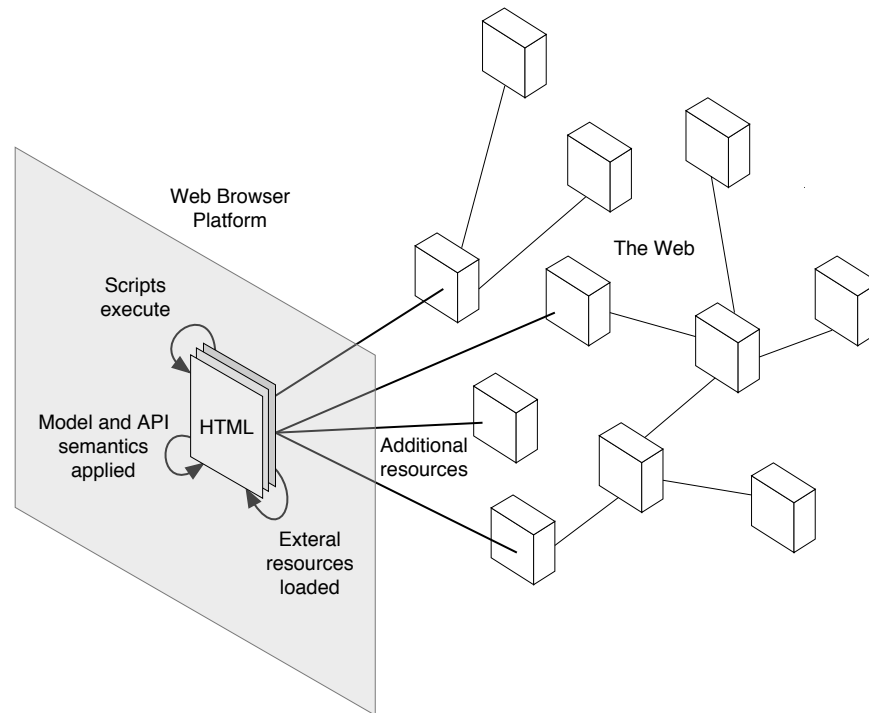 Web Browser
Platform
The Web
Scripts
execute
HTML
Model and API
semantics
applied
Additional
resources
Exteral
resources
loaded